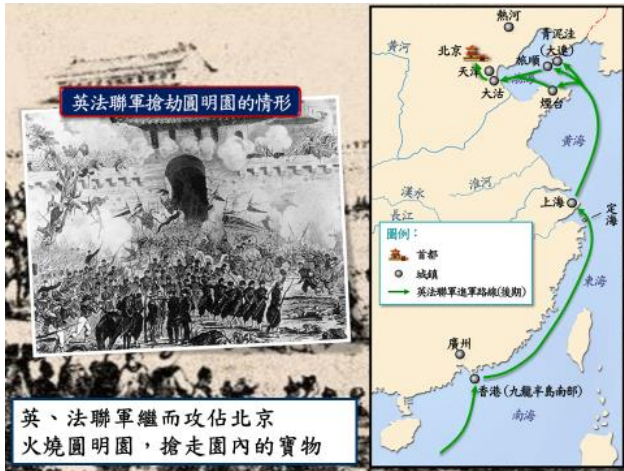 英法聯軍搶劫圓明園的情形
英、法聯軍繼而攻佔北京
火燒圓明園，搶走園內的寶物
熱河
青泥洼
(大連)
北京
旅順
黃河
天津
渤海
大沽
煙台
黃海
淮河
漢水
上海
定海
長江
圖例：
首都
城鎮
英法聯軍進軍路線(後期)
東海
廣州
香港(九龍半島南部)
南海